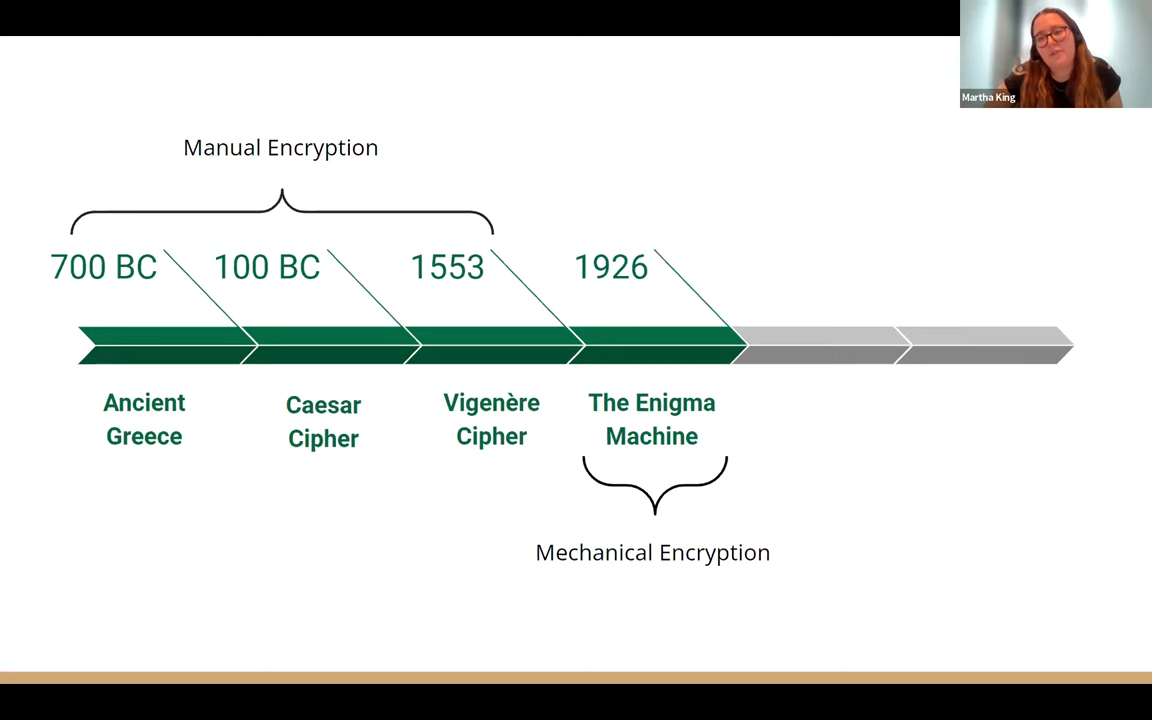 Martha King
Manual Encryption
700 BC
100 BC
1553
1926
Ancient
Greece
Caesar
Cipher
Vigenère
Cipher
The Enigma
Machine
Mechanical Encryption